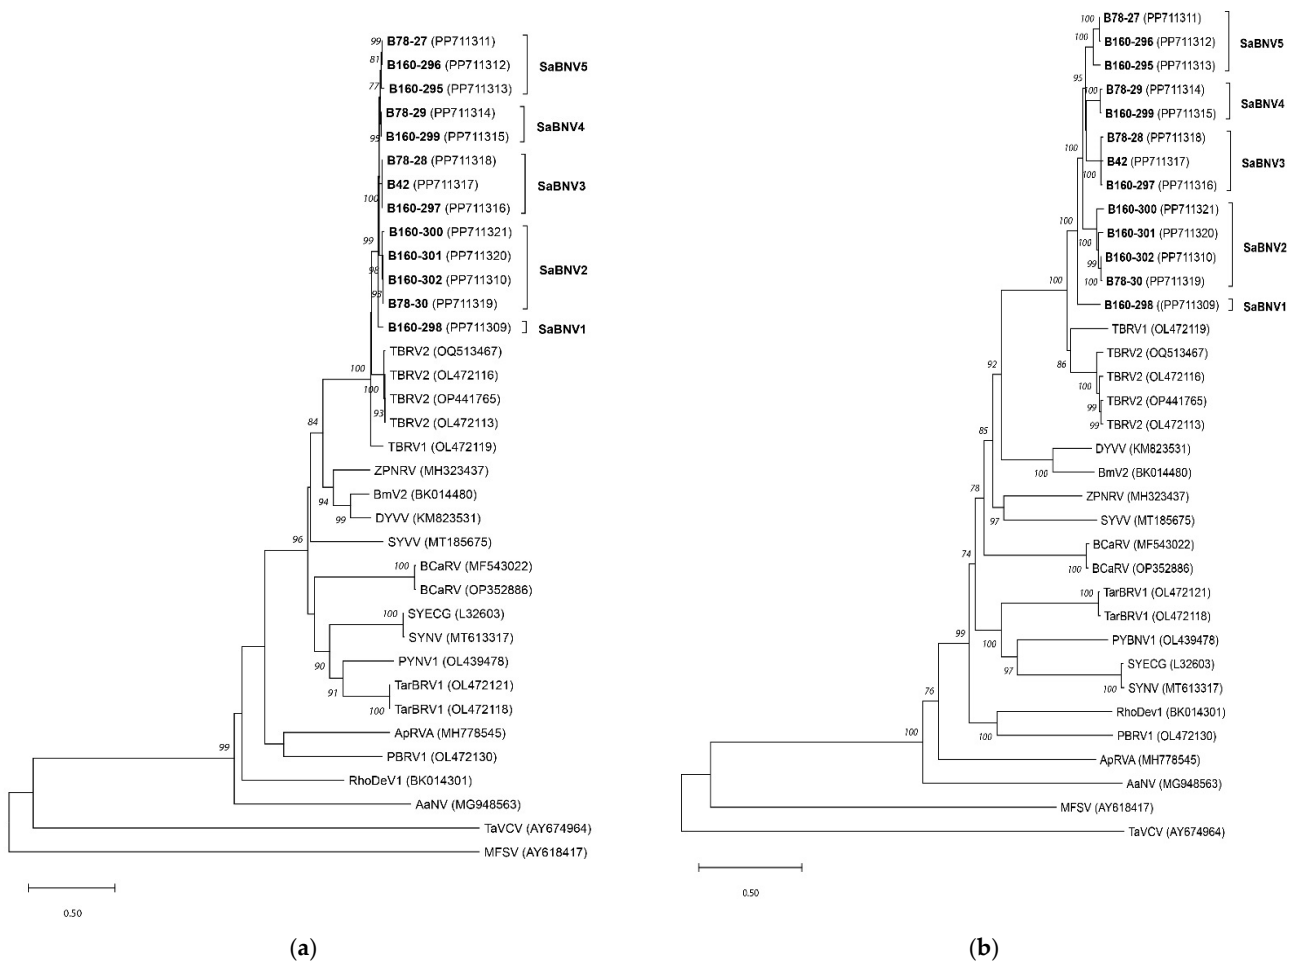 99
B78-27 (PP711311)
81
B160-296 (PP711312)
SaBNV5
77
B160-295 (PP711313)
B78-29 (PP711314)
SaBNV4
95
B160-299 (PP711315)
B78-28 (PP711318)
B42 (PP711317)
SaBNV3
100
B160-297 (PP711316)
B160-300 (PP711321)
99
B160-301 (PP711320)
98
SaBNV2
B160-302 (PP711310)
B78-30 (PP711319)
B160-298 (PP711309)
SaBNV1
TBRV2 (OQ513467)
100
TBRV2 (OL472116)
100
TBRV2 (OP441765)
93
TBRV2 (OL472113)
84
TBRV1 (OL472119)
ZPNRV (MH323437)
BmV2 (BK014480)
94
DYVV (KM823531)
99
SYVV (MT185675)
96
100
BCaRV (MF543022)
BCaRV (OP352886)
100
SYECG (L32603)
SYNV (MT613317)
PYNV1 (OL439478)
90
TarBRV1 (OL472121)
91
TarBRV1 (OL472118)
100
ApRVA (MH778545)
99
PBRV1 (OL472130)
RhoDeV1 (BK014301)
AaNV (MG948563)
TaVCV (AY674964)
MFSV (AY618417)
0.50
(a)
100
B78-27 (PP711311)
100
B160-296 (PP711312)
SaBNV5
B160-295 (PP711313)
95
100
B78-29 (PP711314)
SaBNV4
B160-299 (PP711315)
B78-28 (PP711318)
100
B42 (PP711317)
SaBNV3
100
B160-297 (PP711316)
B160-300 (PP711321)
100
B160-301 (PP711320)
100
SaBNV2
B160-302 (PP711310)
99
B78-30 (PP711319)
100
100
B160-298 ((PP711309)
SaBNV1
TBRV1 (OL472119)
TBRV2 (OQ513467)
86
92
TBRV2 (OL472116)
100
TBRV2 (OP441765)
99
TBRV2 (OL472113)
99
85
DYVV (KM823531)
BmV2 (BK014480)
100
78
ZPNRV (MH323437)
SYVV (MT185675)
97
BCaRV (MF543022)
74
BCaRV (OP352886)
100
100
TarBRV1 (OL472121)
TarBRV1 (OL472118)
99
PYBNV1 (OL439478)
100
SYECG (L32603)
97
SYNV (MT613317)
100
76
RhoDev1 (BK014301)
PBRV1 (OL472130)
100
100
ApRVA (MH778545)
AaNV (MG948563)
MFSV (AY618417)
TaVCV (AY674964)
0.50
(b)